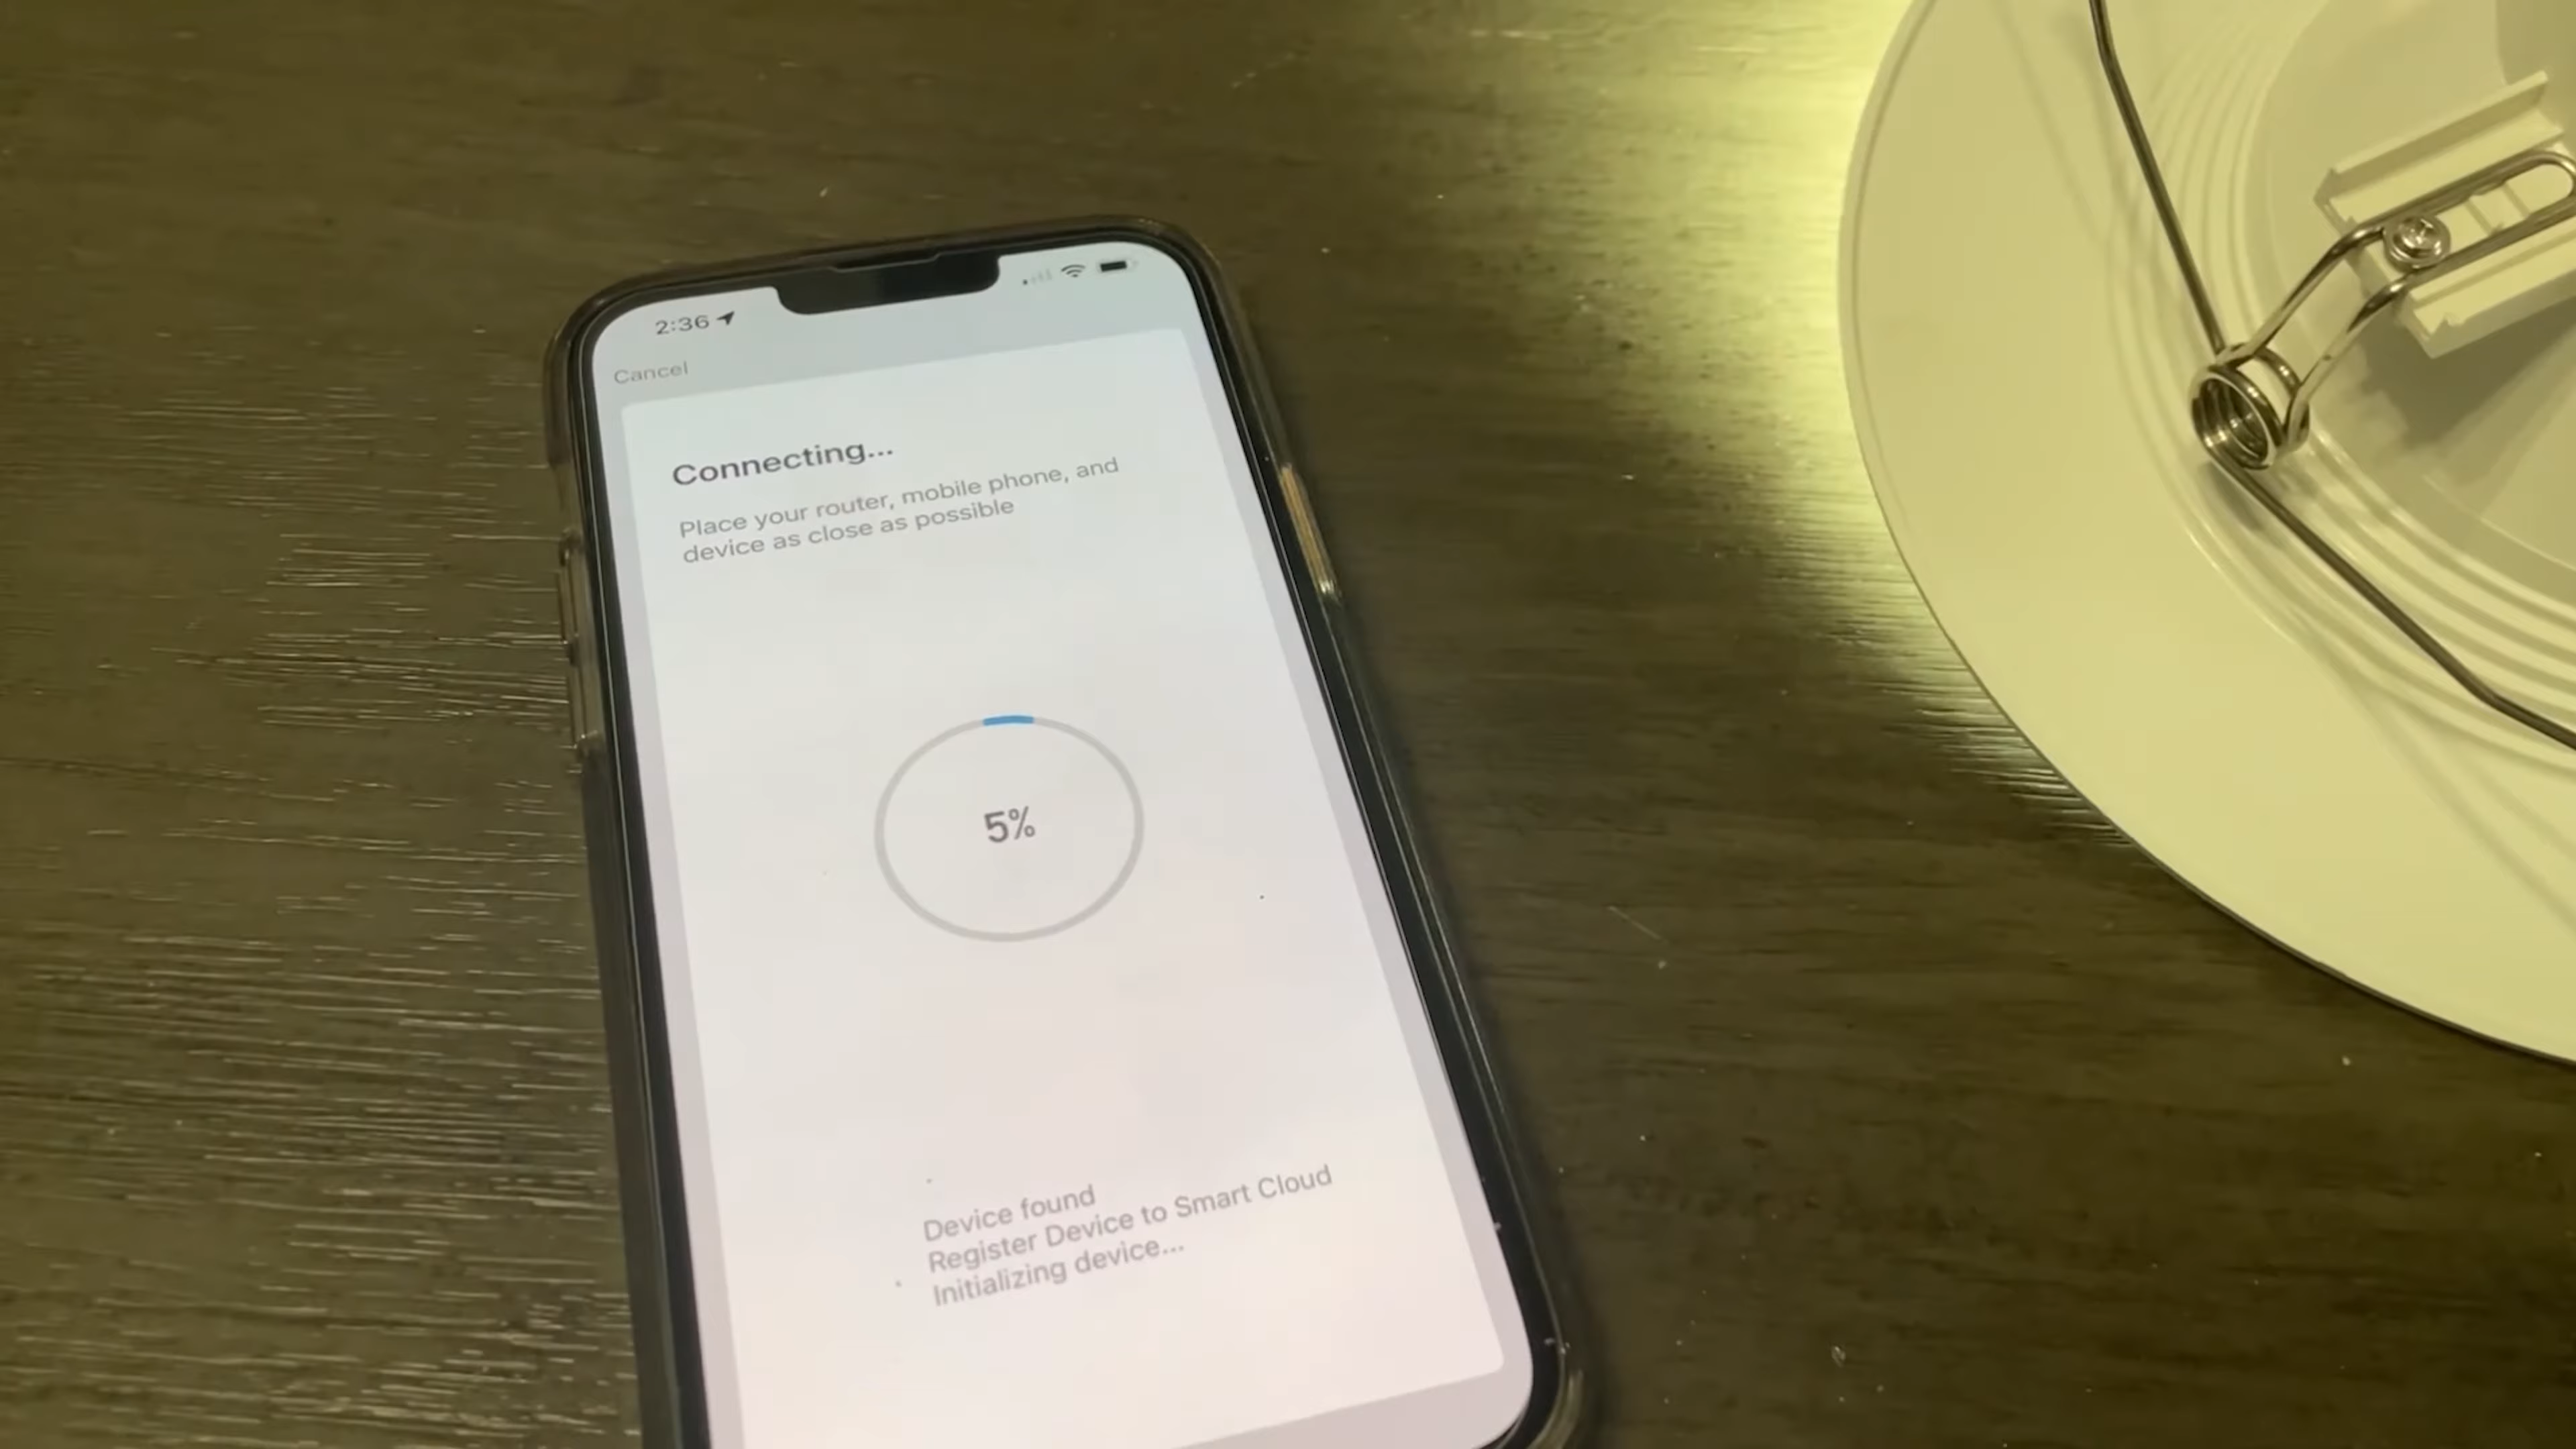 2:36
Cancel
Connecting...
Place your router, mobile phone, and
device as close as possible
5%
Device found
Register Device to Smart Cloud
Initializing device...